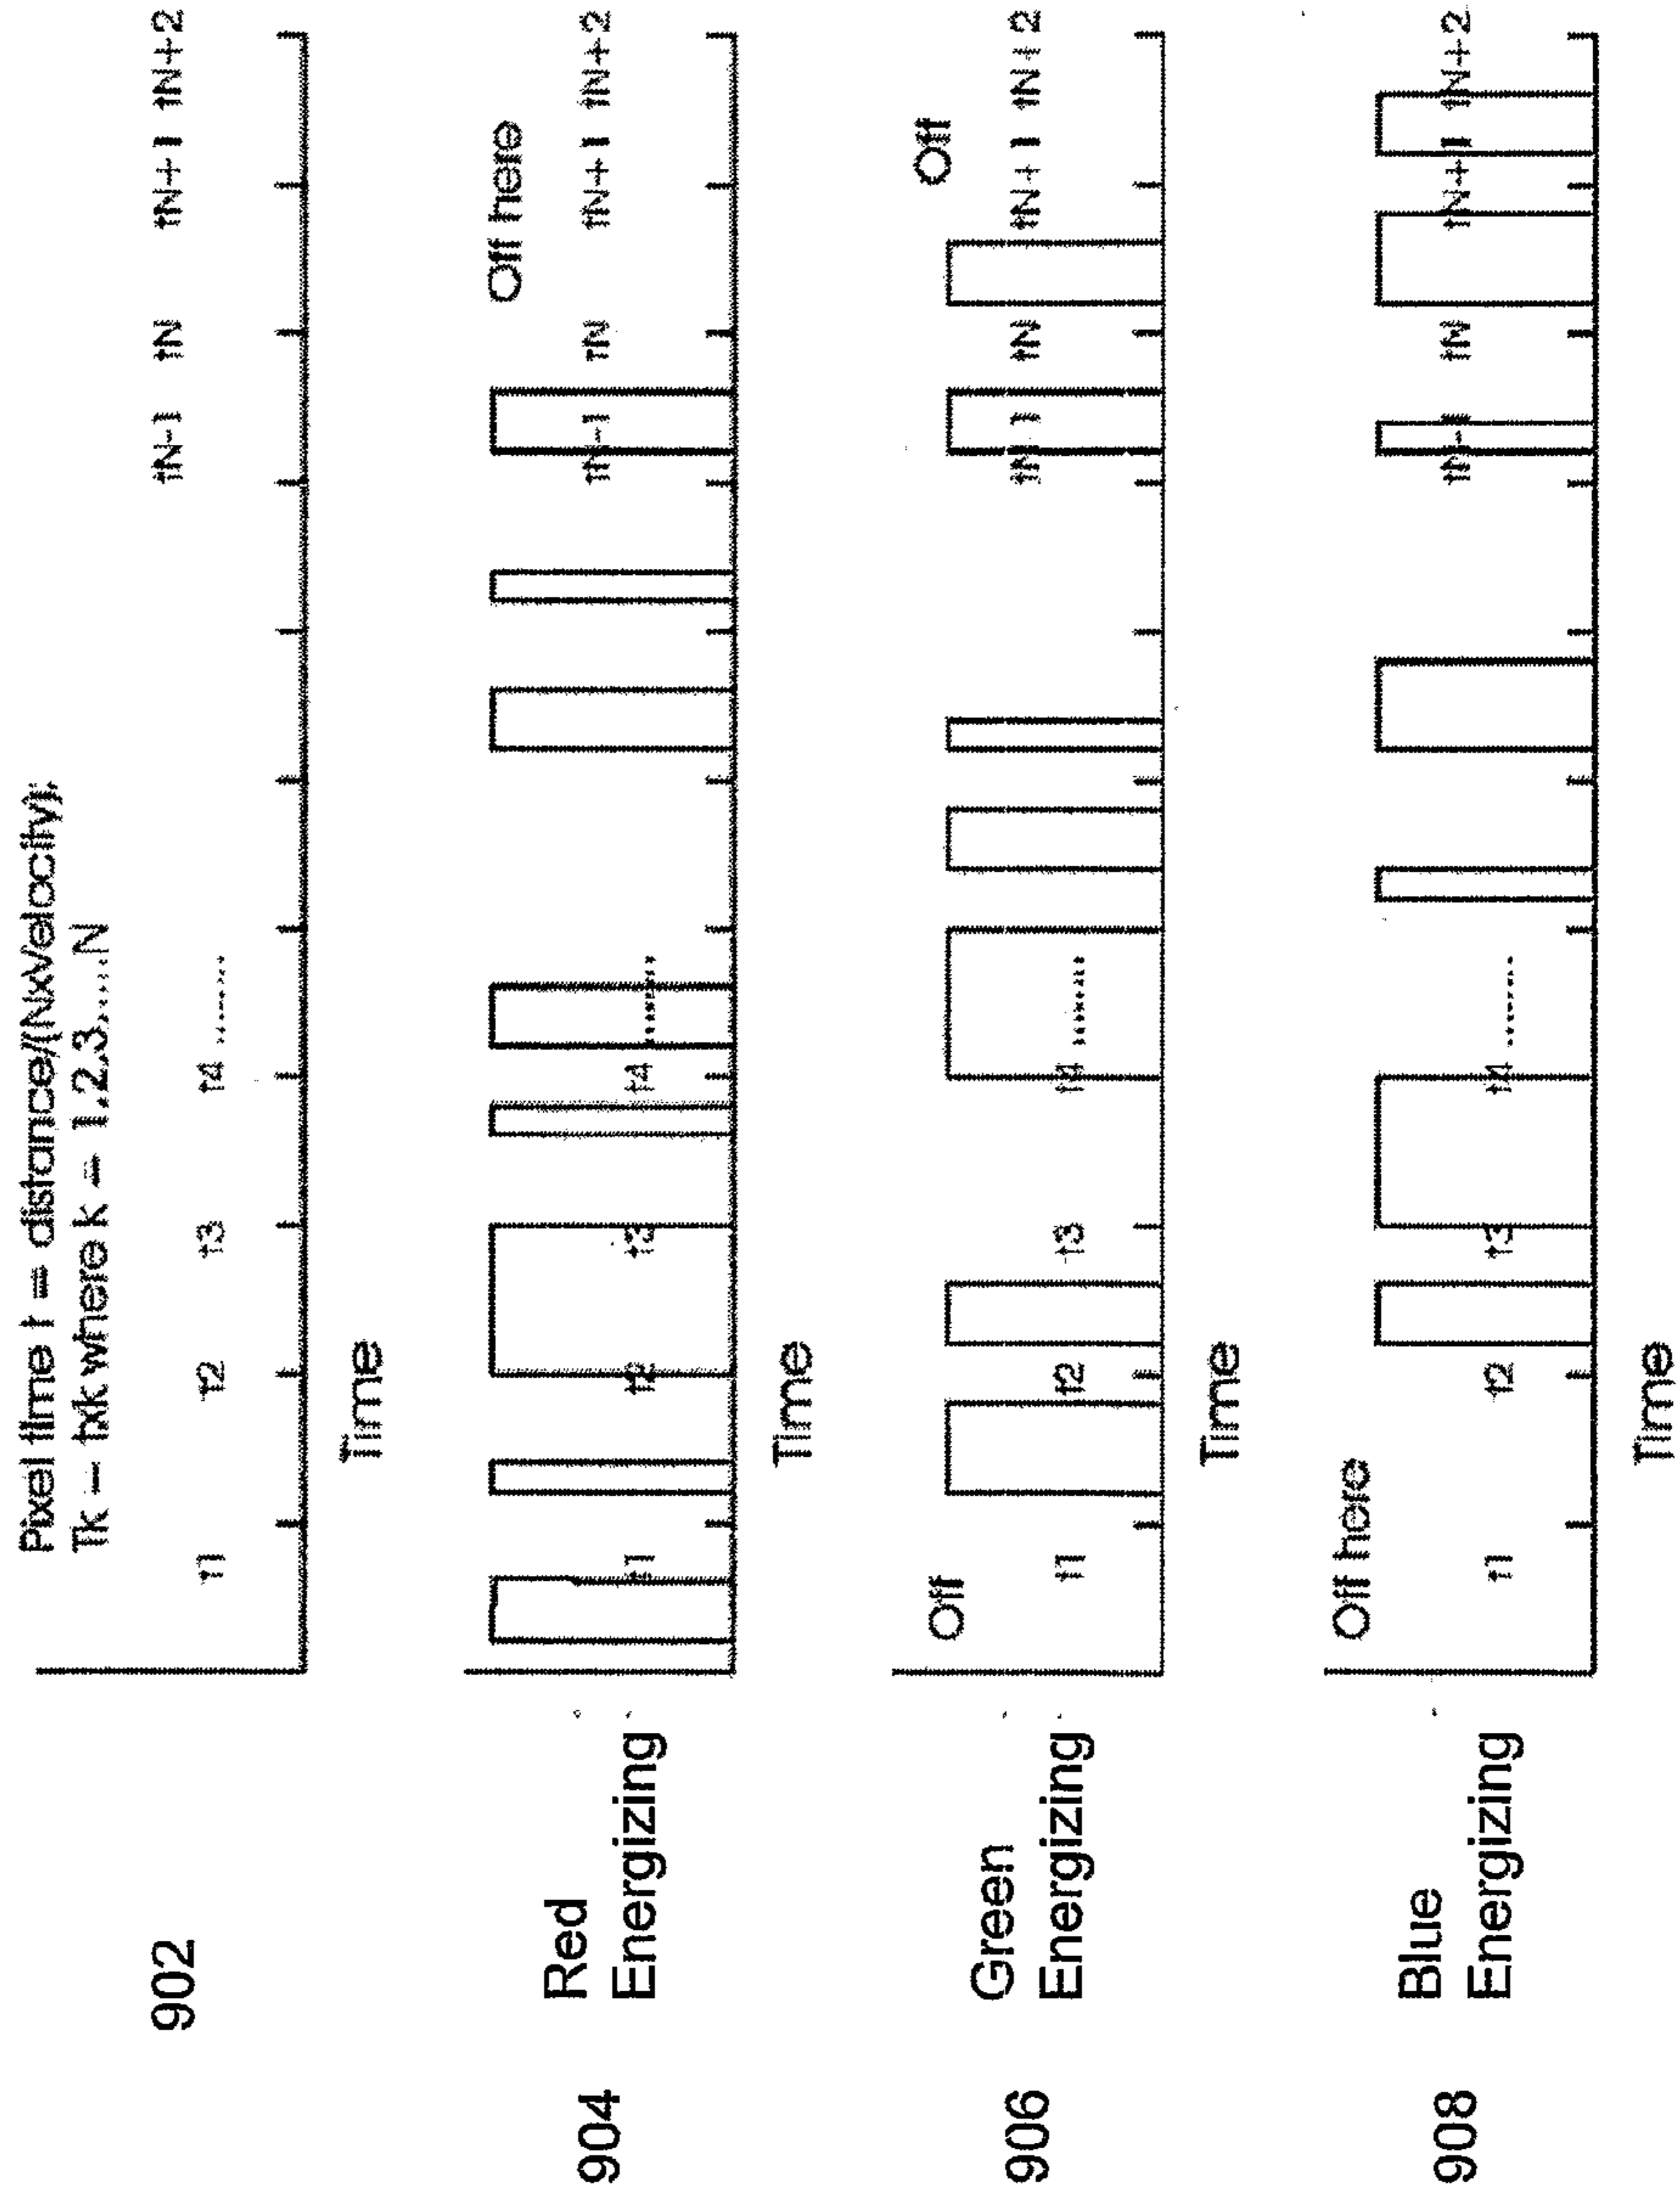 Pixel time t = distance/(NxVelocity);
Tk = txk where k = 1,2,3.....N
902
t1 t2 t3 t4 ...... tN-1 tN tN+1 tN+2
Time
904
Red
Energizing
Off here
t1 t2 t3 t4 ...... tN-1 tN tN+1 tN+2
Time
906
Green
Energizing
Off
Off
t1 t2 t3 t4 ...... tN-1 tN tN+1 tN+2
Time
908
Blue
Energizing
Off here
t1 t2 t3 t4 ...... tN-1 tN tN+1 tN+2
Time